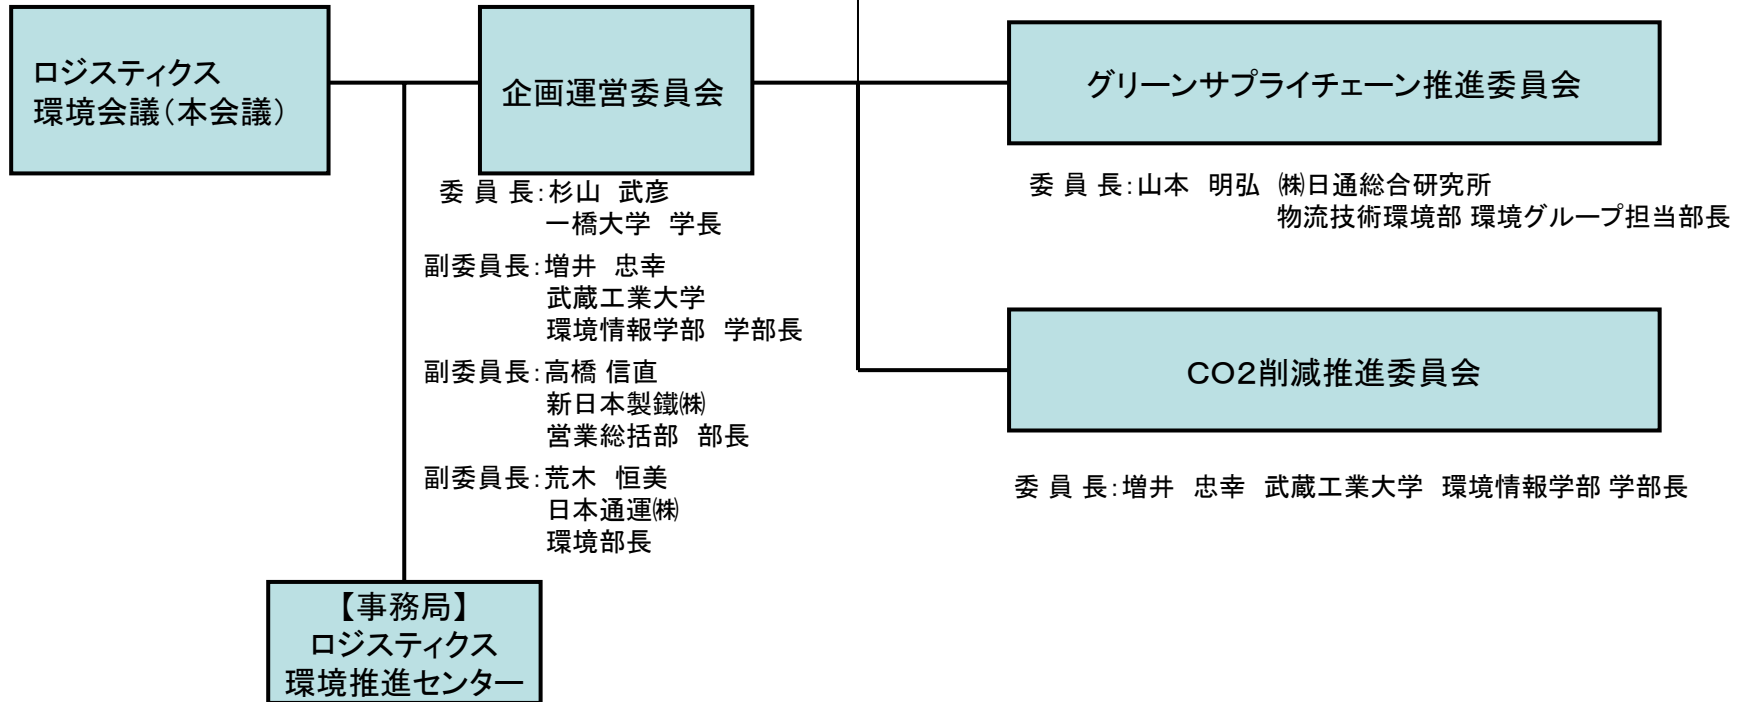 ロジスティクス
環境会議(本会議)
企画運営委員会
委 員 長:杉山　武彦
一橋大学　学長
副委員長:増井　忠幸
武蔵工業大学
環境情報学部　学部長
副委員長:高橋 信直
新日本製鐵㈱
営業総括部　部長
副委員長:荒木　恒美
日本通運㈱
環境部長
【事務局】
ロジスティクス
環境推進センター
グリーンサプライチェーン推進委員会
委 員 長:山本　明弘　㈱日通総合研究所
物流技術環境部 環境グループ担当部長
CO2削減推進委員会
委 員 長:増井　忠幸　武蔵工業大学　環境情報学部 学部長